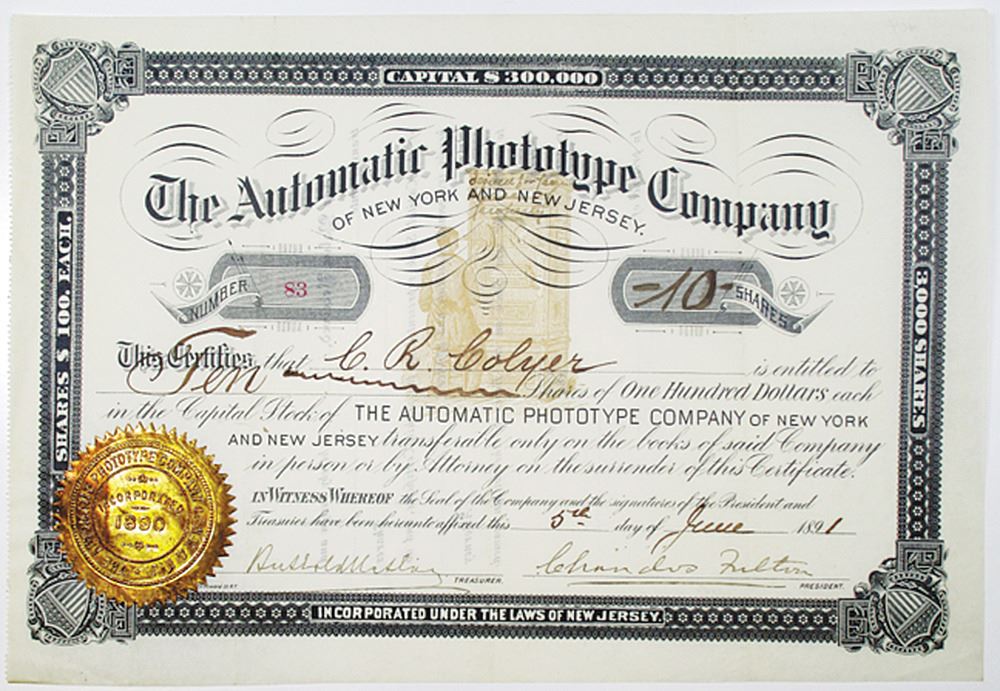 CAPITAL $ 300.000
The Automatic Phototype Company
OF NEW YORK AND NEW JERSEY.
NUMBER 83
-10- SHARES
SHARES $ 100. EACH.
3000 SHARES
This Certifies that C. R. Colyer is entitled to
Ten Shares of One Hundred Dollars each
in the Capital Stock of THE AUTOMATIC PHOTOTYPE COMPANY OF NEW YORK
AND NEW JERSEY transferable only on the books of said Company
in person or by Attorney on the surrender of this Certificate.
IN WITNESS WHEREOF the Seal of the Company and the signatures of the President and
Treasurer have been hereunto affixed this 5th day of June 1891
Chandos Fulton
TREASURER.
PRESIDENT.
PHOTOTYPE COMPANY
INCORPORATED
1890
INCORPORATED UNDER THE LAWS OF NEW JERSEY.